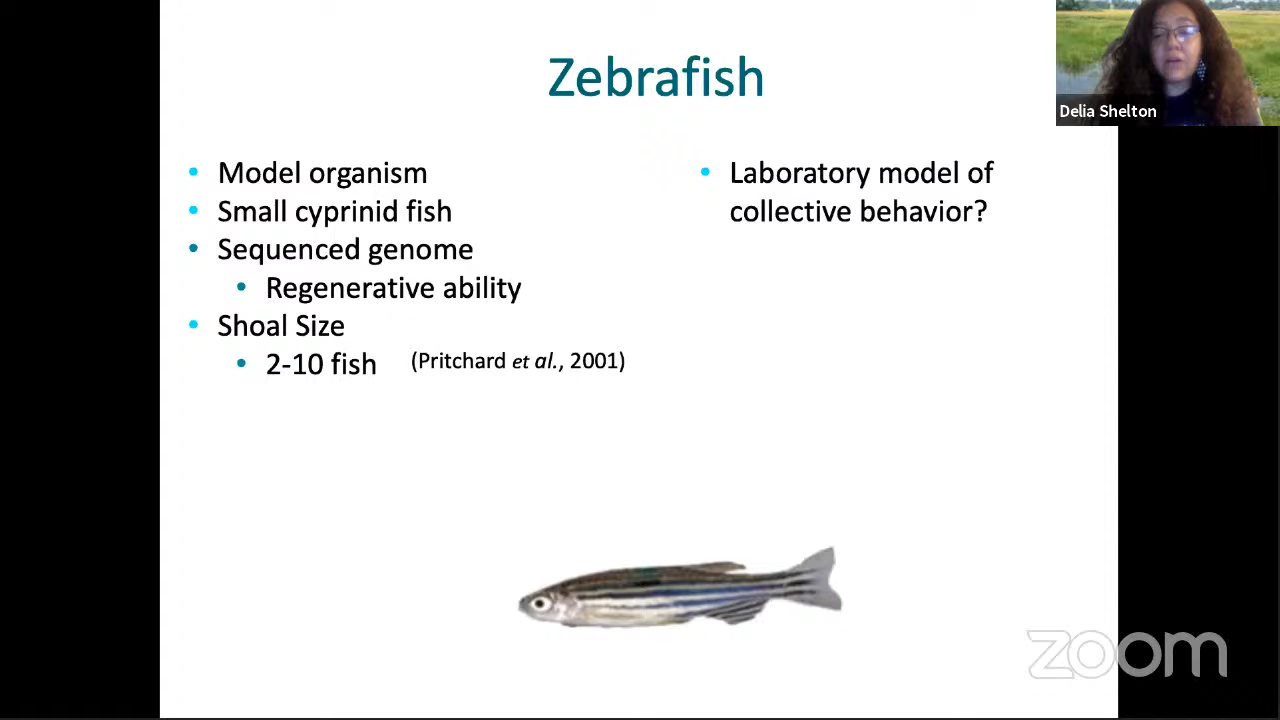 Zebrafish
Delia Shelton
• Model organism
• Small cyprinid fish
• Sequenced genome
• Regenerative ability
• Shoal Size
• 2-10 fish (Pritchard et al., 2001)
• Laboratory model of
collective behavior?
zoom